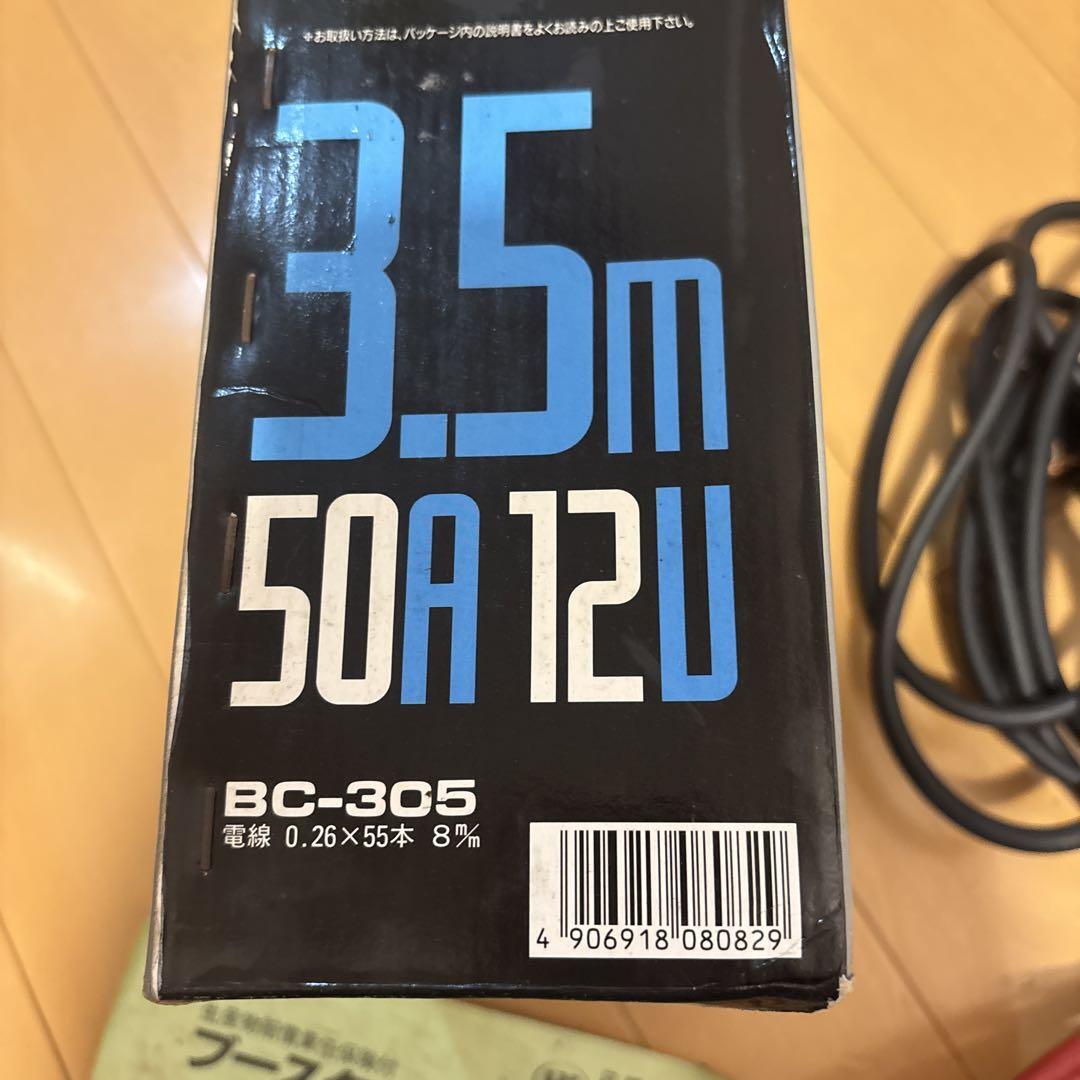 *お取扱い方法は、パッケージ内の説明書をよくお読みの上ご使用下さい。
3.5m
50A 12V
BC-305
電線 0.26×55本 8㎜
4 906918 080829
ブースタ